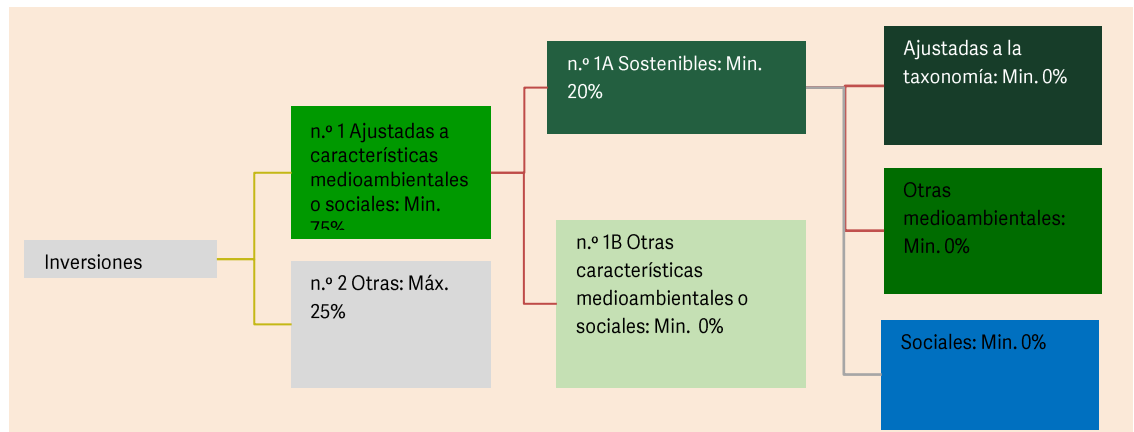 Inversiones
n.º 1 Ajustadas a
características
medioambientales
o sociales: Min.
75%
n.º 2 Otras: Máx.
25%
n.º 1A Sostenibles: Min.
20%
n.º 1B Otras
características
medioambientales o
sociales: Min. 0%
Ajustadas a la
taxonomía: Min. 0%
Otras
medioambientales:
Min. 0%
Sociales: Min. 0%